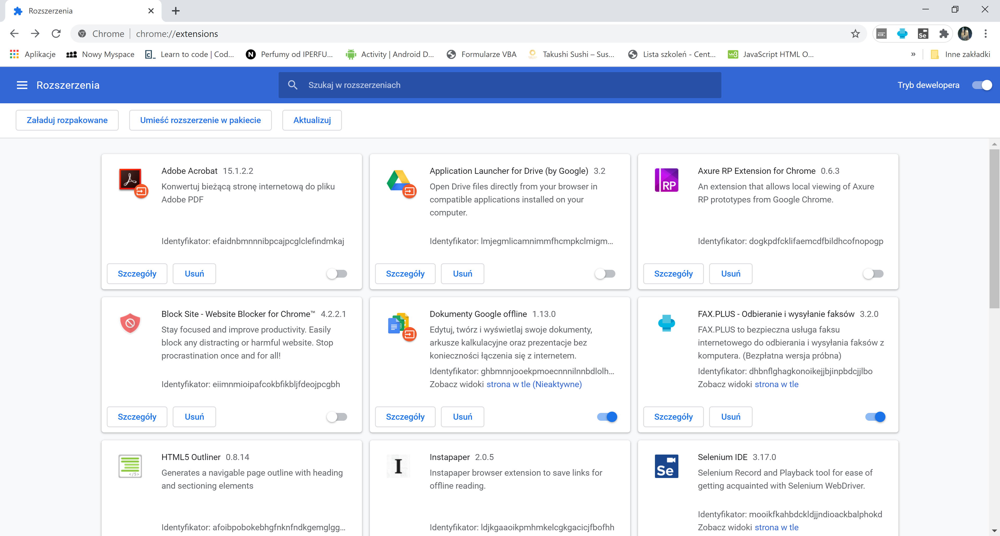 Rozszerzenia
Chrome chrome://extensions
KIR. Se
Aplikacje Nowy Myspace Learn to code | Cod... Perfumy od IPERFU... Activity | Android D... Formularze VBA Takushi Sushi – Sus... Lista szkoleń - Cent... JavaScript HTML O... » Inne zakładki
Rozszerzenia Szukaj w rozszerzeniach Tryb dewelopera
Załaduj rozpakowane Umieść rozszerzenie w pakiecie Aktualizuj
Adobe Acrobat 15.1.2.2
Konwertuj bieżącą stronę internetową do pliku
Adobe PDF
Identyfikator: efaidnbmnnnibpcajpcglclefindmkaj
Szczegóły Usuń
Application Launcher for Drive (by Google) 3.2
Open Drive files directly from your browser in
compatible applications installed on your
computer.
Identyfikator: lmjegmlicamnimmfhcmpkclmigm...
Szczegóły Usuń
RP
Axure RP Extension for Chrome 0.6.3
An extension that allows local viewing of Axure
RP prototypes from Google Chrome.
Identyfikator: dogkpdfcklifaemcdfbildhcofnopogp
Szczegóły Usuń
Block Site - Website Blocker for Chrome™ 4.2.2.1
Stay focused and improve productivity. Easily
block any distracting or harmful website. Stop
procrastination once and for all!
Identyfikator: eiimnmioipafcokbfikbljfdeojpcgbh
Szczegóły Usuń
Dokumenty Google offline 1.13.0
Edytuj, twórz i wyświetlaj swoje dokumenty,
arkusze kalkulacyjne oraz prezentacje bez
konieczności łączenia się z internetem.
Identyfikator: ghbmnnjooekpmoecnnnilnnbdlolh...
Zobacz widoki strona w tle (Nieaktywne)
Szczegóły Usuń
FAX.PLUS - Odbieranie i wysyłanie faksów 3.2.0
FAX.PLUS to bezpieczna usługa faksu
internetowego do odbierania i wysyłania faksów z
komputera. (Bezpłatna wersja próbna)
Identyfikator: dhbnflghagkonoikejjbjinpbdcjjlbo
Zobacz widoki strona w tle
Szczegóły Usuń
</5>
HTML5 Outliner 0.8.14
Generates a navigable page outline with heading
and sectioning elements
Identyfikator: afoibpobokebhgfnknfndkgemglgg...
I
Instapaper 2.0.5
Instapaper browser extension to save links for
offline reading.
Identyfikator: ldjkgaaoikpmhmkelcgkgacicjfbofhh
Se
Selenium IDE 3.17.0
Selenium Record and Playback tool for ease of
getting acquainted with Selenium WebDriver.
Identyfikator: mooikfkahbdckldjjndioackbalphokd
Zobacz widoki strona w tle